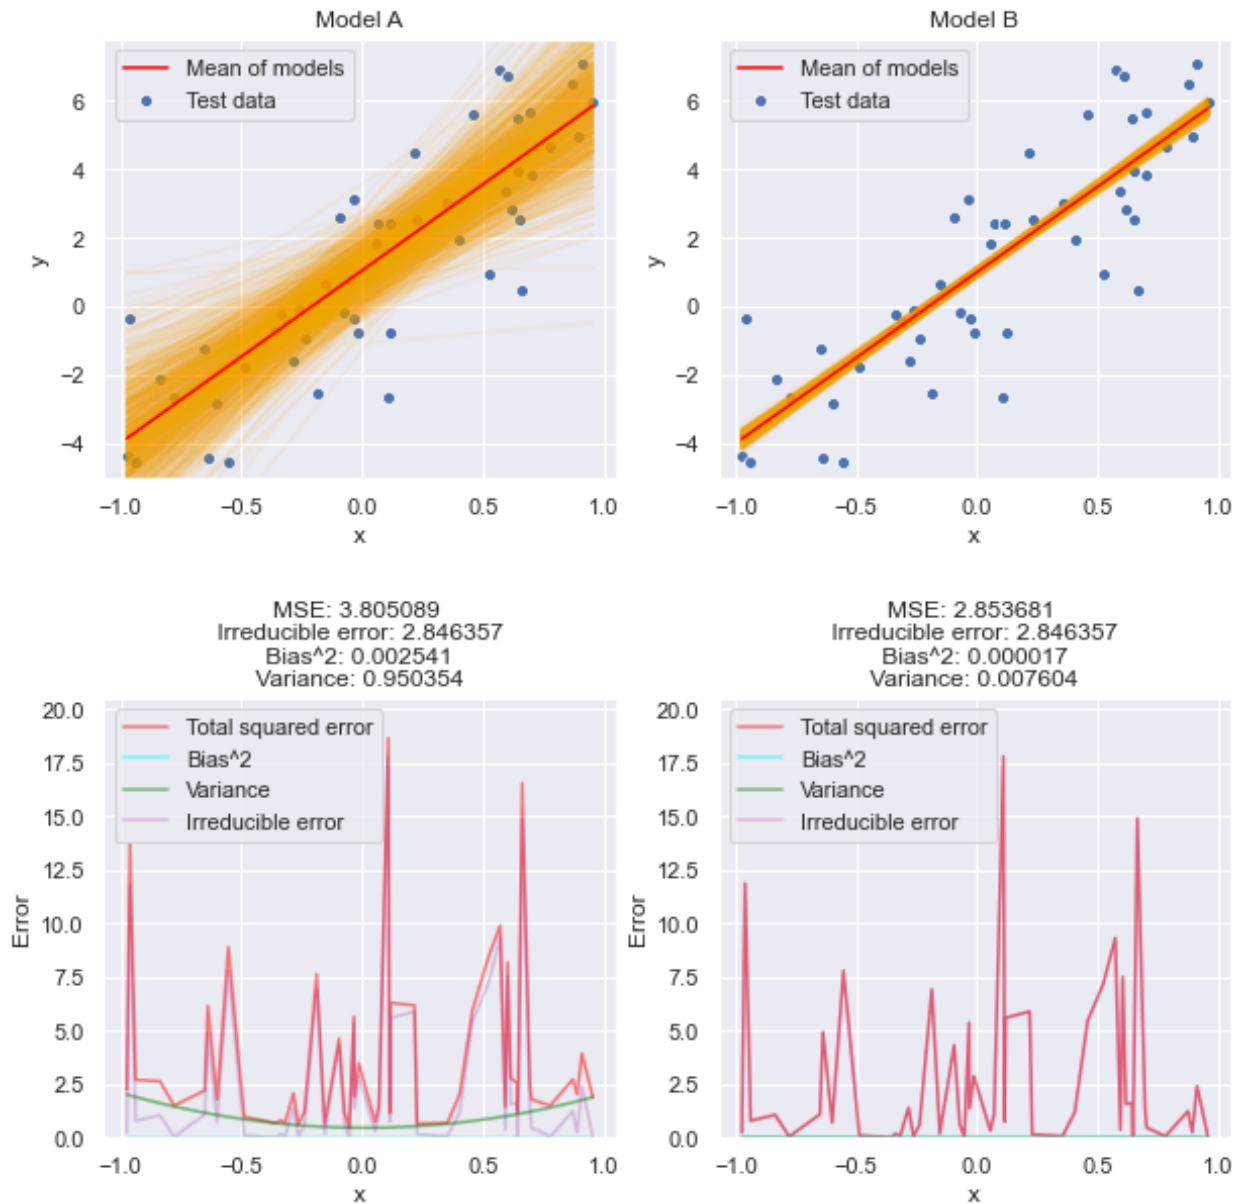 Model A
Mean of models
Test data
6
4
2
0
−2
−4
y
−1.0 −0.5 0.0 0.5 1.0
x
Model B
Mean of models
Test data
6
4
2
0
−2
−4
y
−1.0 −0.5 0.0 0.5 1.0
x
MSE: 3.805089
Irreducible error: 2.846357
Bias^2: 0.002541
Variance: 0.950354
Total squared error
Bias^2
Variance
Irreducible error
20.0
17.5
15.0
12.5
10.0
7.5
5.0
2.5
0.0
Error
−1.0 −0.5 0.0 0.5 1.0
x
MSE: 2.853681
Irreducible error: 2.846357
Bias^2: 0.000017
Variance: 0.007604
Total squared error
Bias^2
Variance
Irreducible error
20.0
17.5
15.0
12.5
10.0
7.5
5.0
2.5
0.0
Error
−1.0 −0.5 0.0 0.5 1.0
x